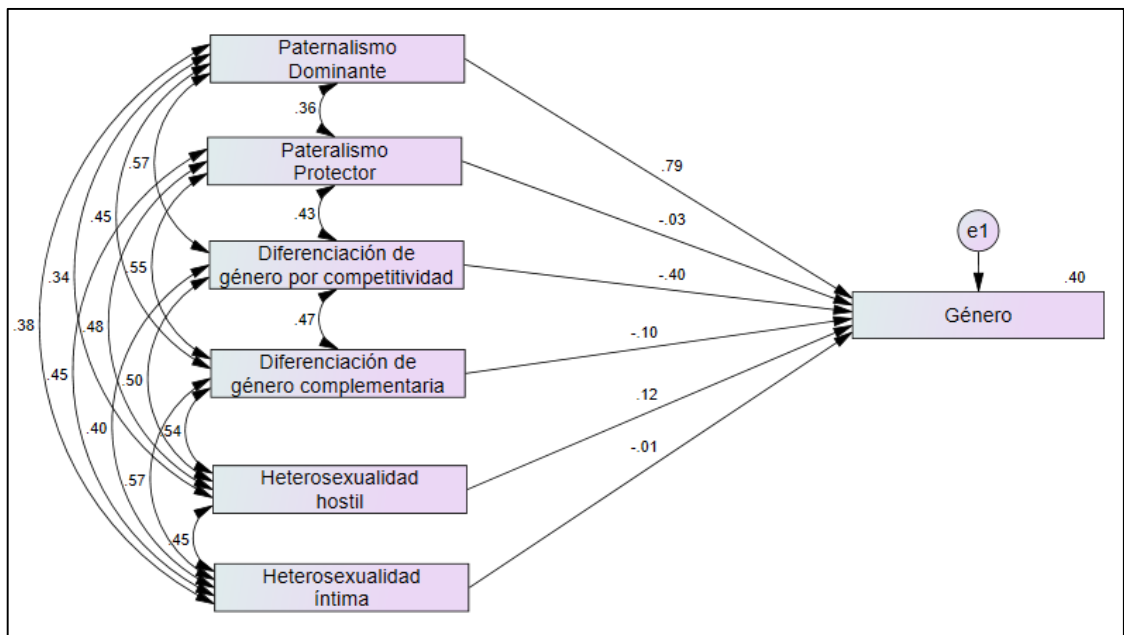 Paternalismo
Dominante
.36
Pateralismo
Protector
.79
.57
.43
-.03
e1
.45
Diferenciación de
género por competitividad
-.40
.40
.55
Género
.34
.47
.38
.48
Diferenciación de
género complementaria
-.10
.45
.50
.12
.40
.54
-.01
.57
Heterosexualidad
hostil
.45
Heterosexualidad
íntima